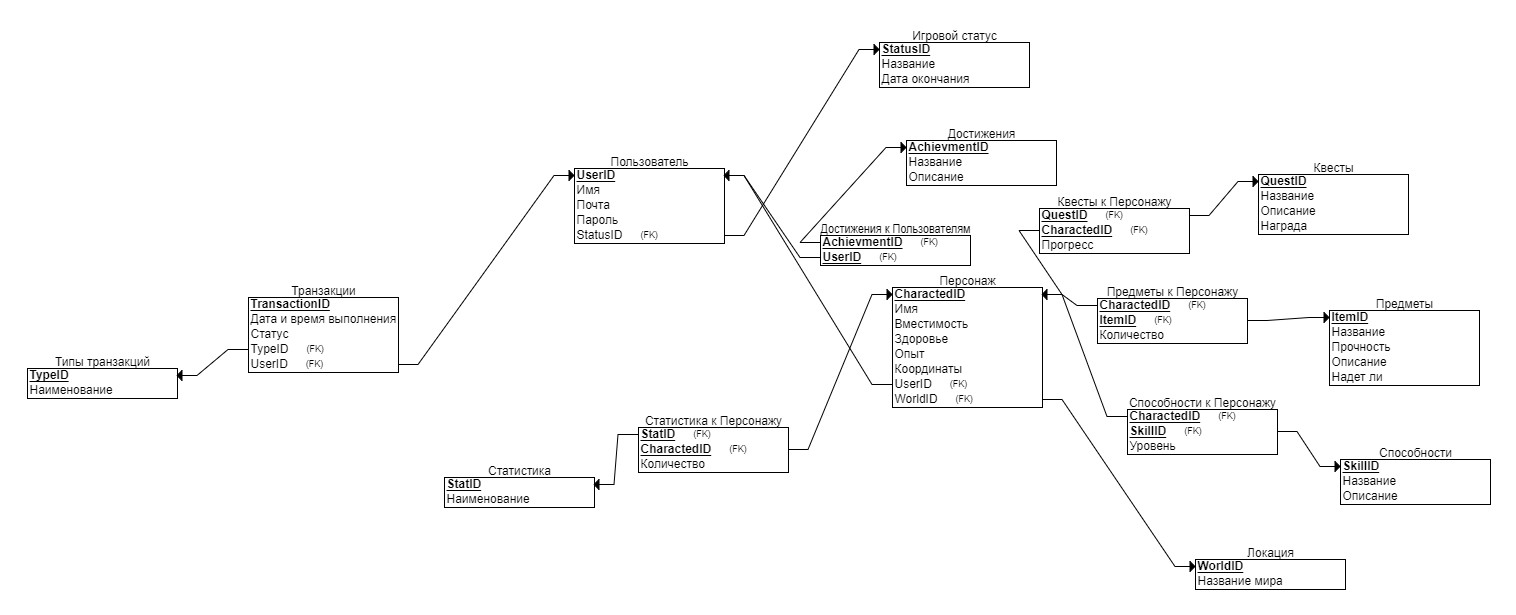 Игровой статус
StatusID
Название
Дата окончания
Достижения
AchievmentID
Название
Описание
Пользователь
UserID
Имя
Почта
Пароль
StatusID (FK)
Квесты
QuestID
Название
Описание
Награда
Квесты к Персонажу
QuestID (FK)
CharactedID (FK)
Прогресс
Достижения к Пользователям
AchievmentID (FK)
UserID (FK)
Персонаж
CharactedID
Имя
Вместимость
Здоровье
Опыт
Координаты
UserID (FK)
WorldID (FK)
Транзакции
TransactionID
Дата и время выполнения
Статус
TypeID (FK)
UserID (FK)
Предметы к Персонажу
CharactedID (FK)
ItemID (FK)
Количество
Предметы
ItemID
Название
Прочность
Описание
Надет ли
Типы транзакций
TypeID
Наименование
Способности к Персонажу
CharactedID (FK)
SkillID (FK)
Уровень
Статистика к Персонажу
StatID (FK)
CharactedID (FK)
Количество
Способности
SkillID
Название
Описание
Статистика
StatID
Наименование
Локация
WorldID
Название мира